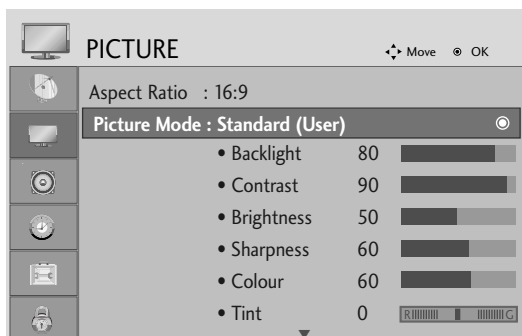 PICTURE
Move OK
Aspect Ratio : 16:9
Picture Mode : Standard (User)
• Backlight 80
• Contrast 90
• Brightness 50
• Sharpness 60
• Colour 60
• Tint 0 R G